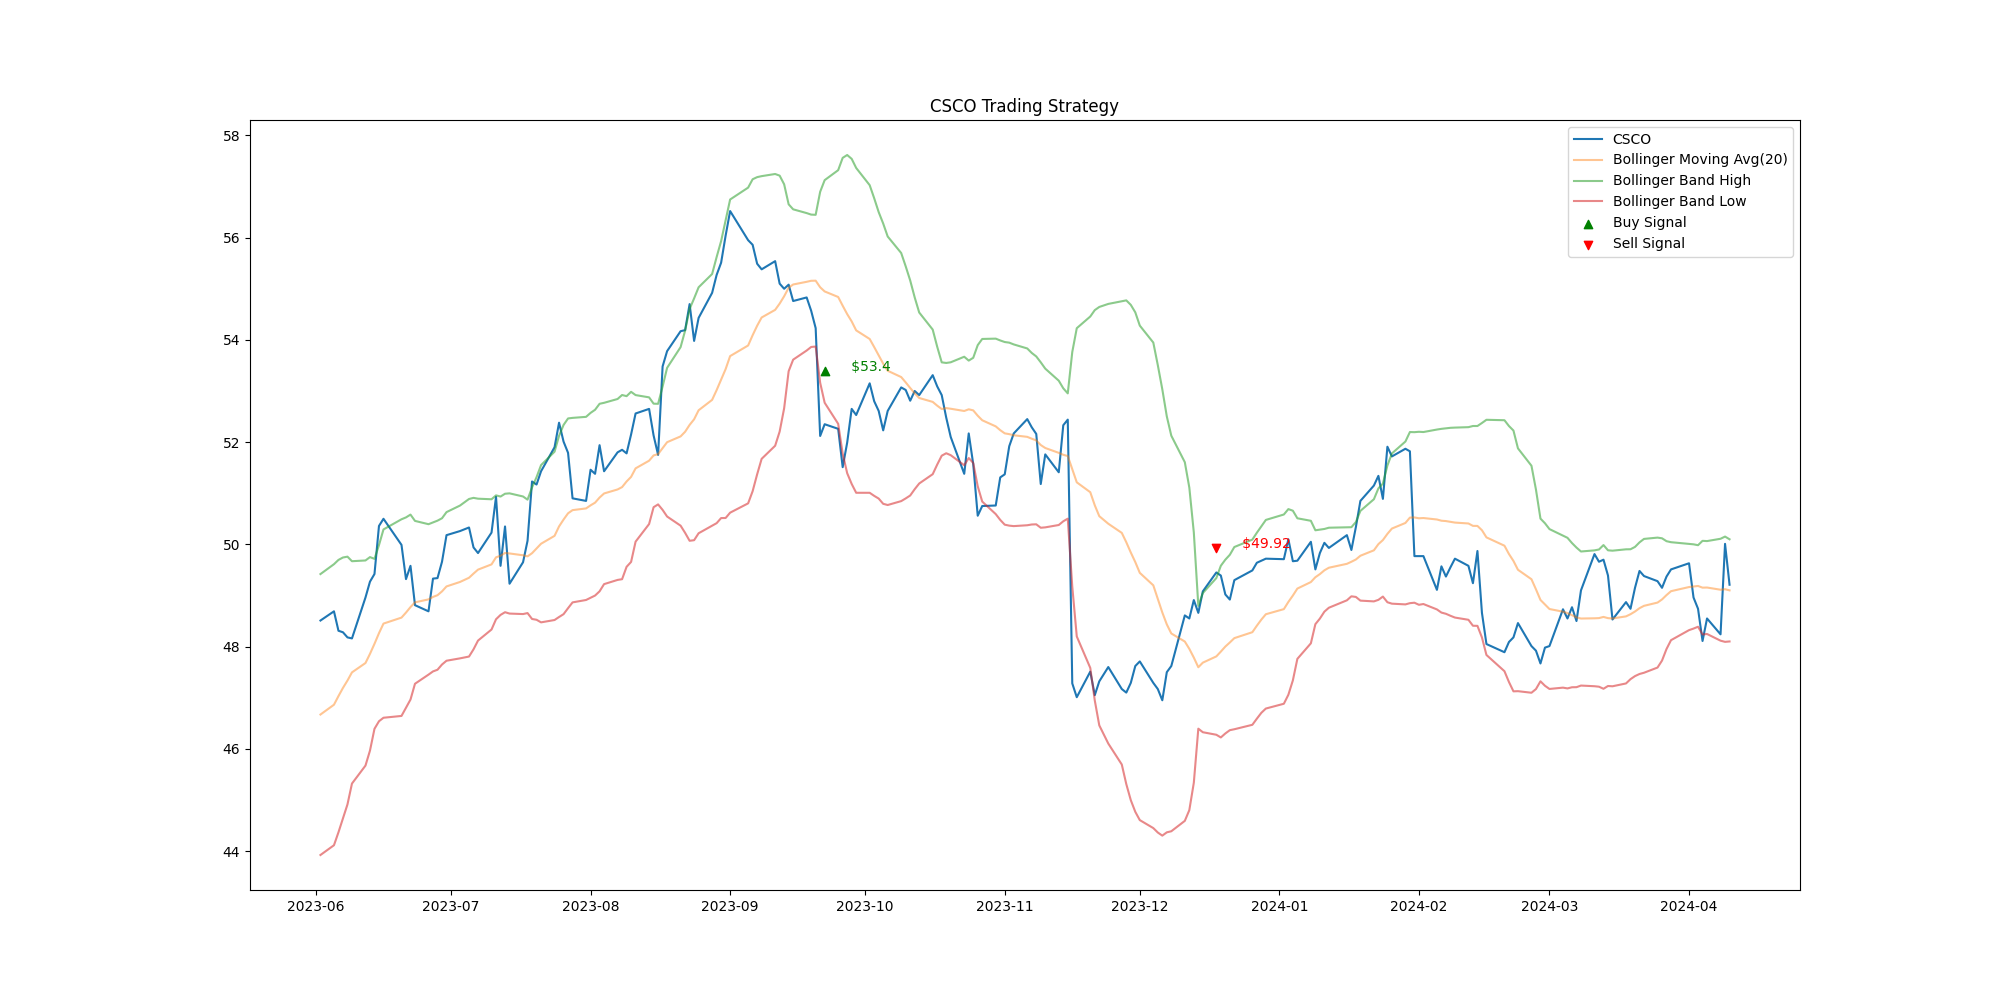 CSCO Trading Strategy
58
56
54
52
50
48
46
44
CSCO
Bollinger Moving Avg(20)
Bollinger Band High
Bollinger Band Low
Buy Signal
Sell Signal
$53.4
$49.92
2023-06 2023-07 2023-08 2023-09 2023-10 2023-11 2023-12 2024-01 2024-02 2024-03 2024-04